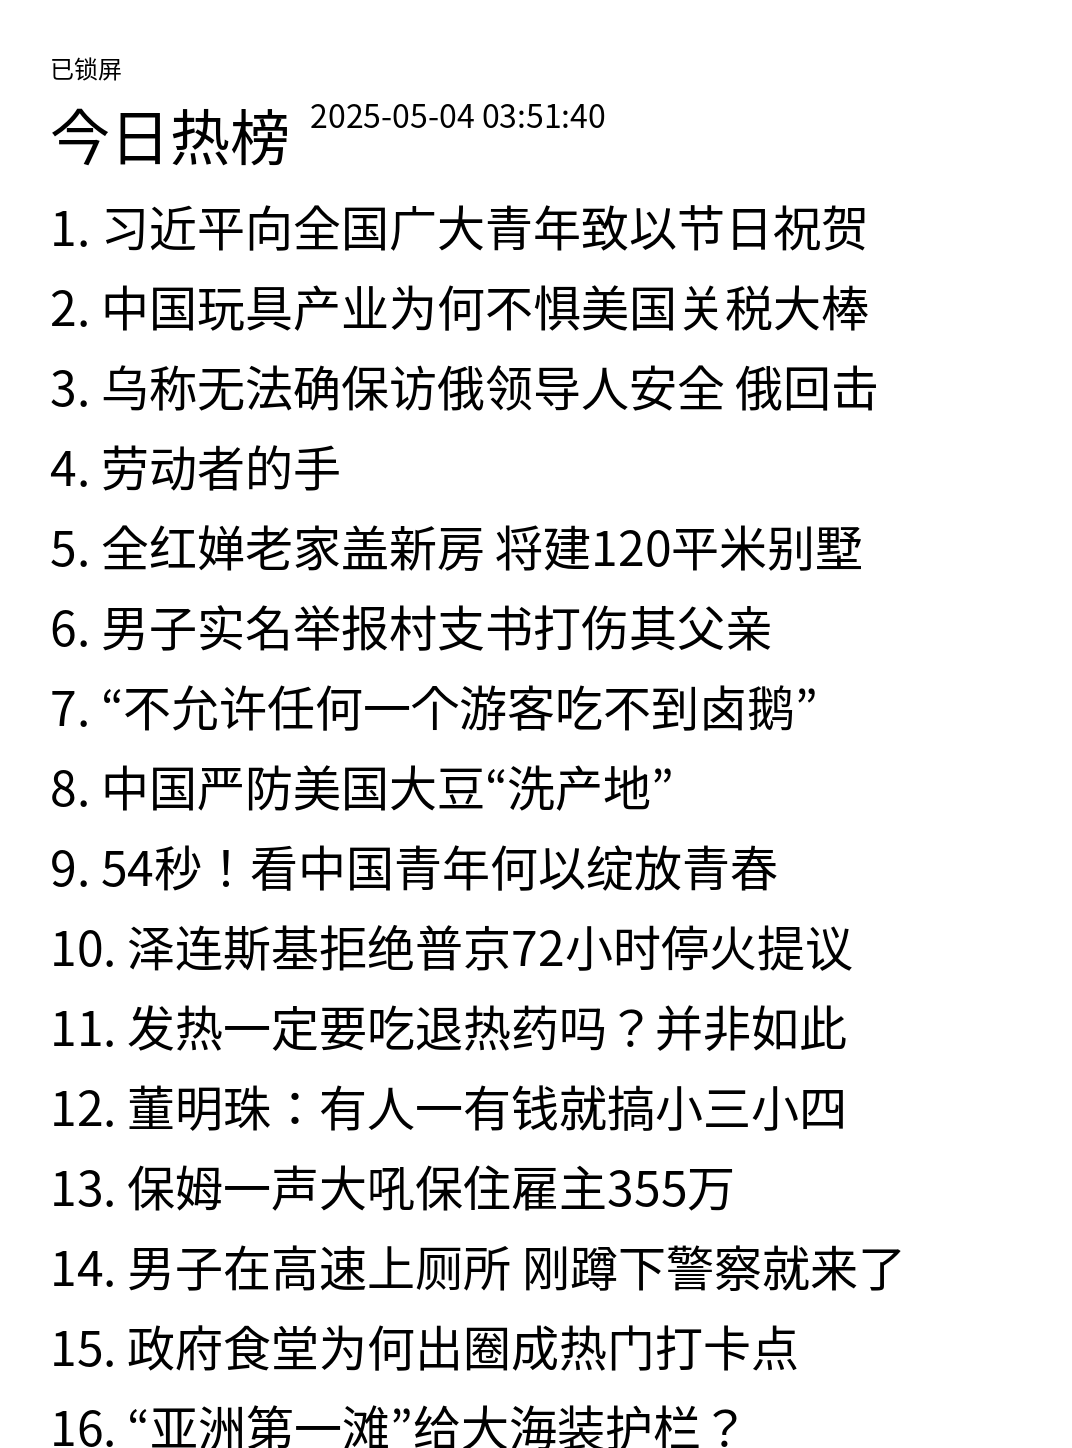 已锁屏
今日热榜 2025-05-04 03:51:40
1. 习近平向全国广大青年致以节日祝贺
2. 中国玩具产业为何不惧美国关税大棒
3. 乌称无法确保访俄领导人安全 俄回击
4. 劳动者的手
5. 全红婵老家盖新房 将建120平米别墅
6. 男子实名举报村支书打伤其父亲
7. “不允许任何一个游客吃不到卤鹅”
8. 中国严防美国大豆“洗产地”
9. 54秒！看中国青年何以绽放青春
10. 泽连斯基拒绝普京72小时停火提议
11. 发热一定要吃退热药吗？并非如此
12. 董明珠：有人一有钱就搞小三小四
13. 保姆一声大吼保住雇主355万
14. 男子在高速上厕所 刚蹲下警察就来了
15. 政府食堂为何出圈成热门打卡点
16. “亚洲第一滩”给大海装护栏？